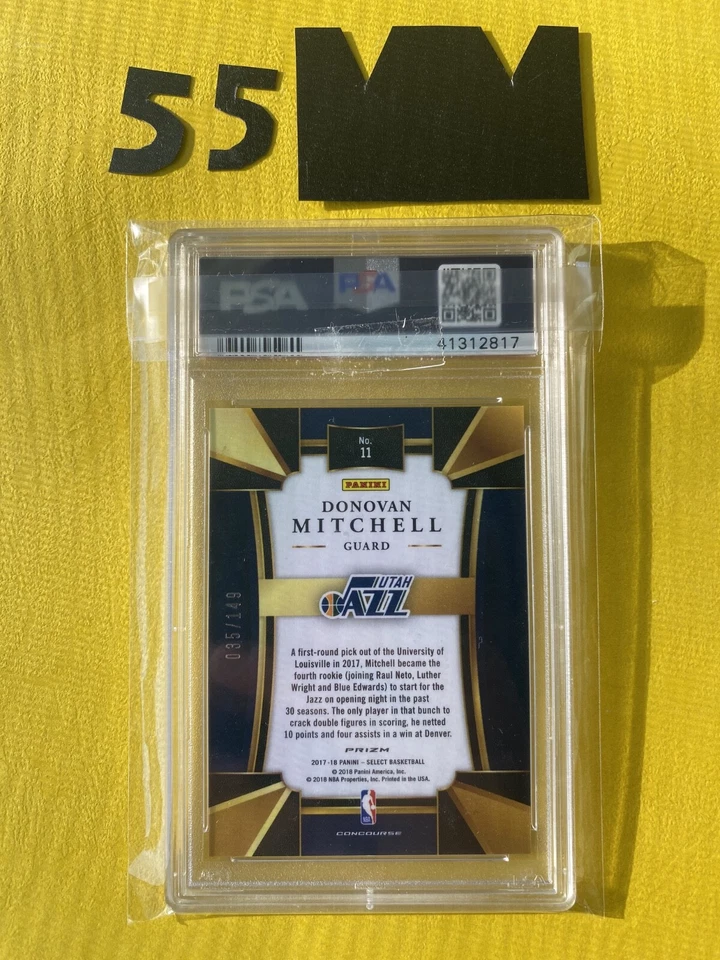 55
PSA
PSA
41312817
No.
11
PANINI
DONOVAN
MITCHELL
GUARD
UTAH
JAZZ
035/149
A first-round pick out of the University of
Louisville in 2017, Mitchell became the
fourth rookie (joining Raul Neto, Luther
Wright and Blue Edwards) to start for the
Jazz on opening night in the past
30 seasons. The only player in that bunch to
crack double figures in scoring, he netted
10 points and four assists in a win at Denver.
PRIZM
2017-18 PANINI – SELECT BASKETBALL
© 2018 Panini America, Inc.
© 2018 NBA Properties, Inc. Printed in the USA.
NBA
CONCOURSE